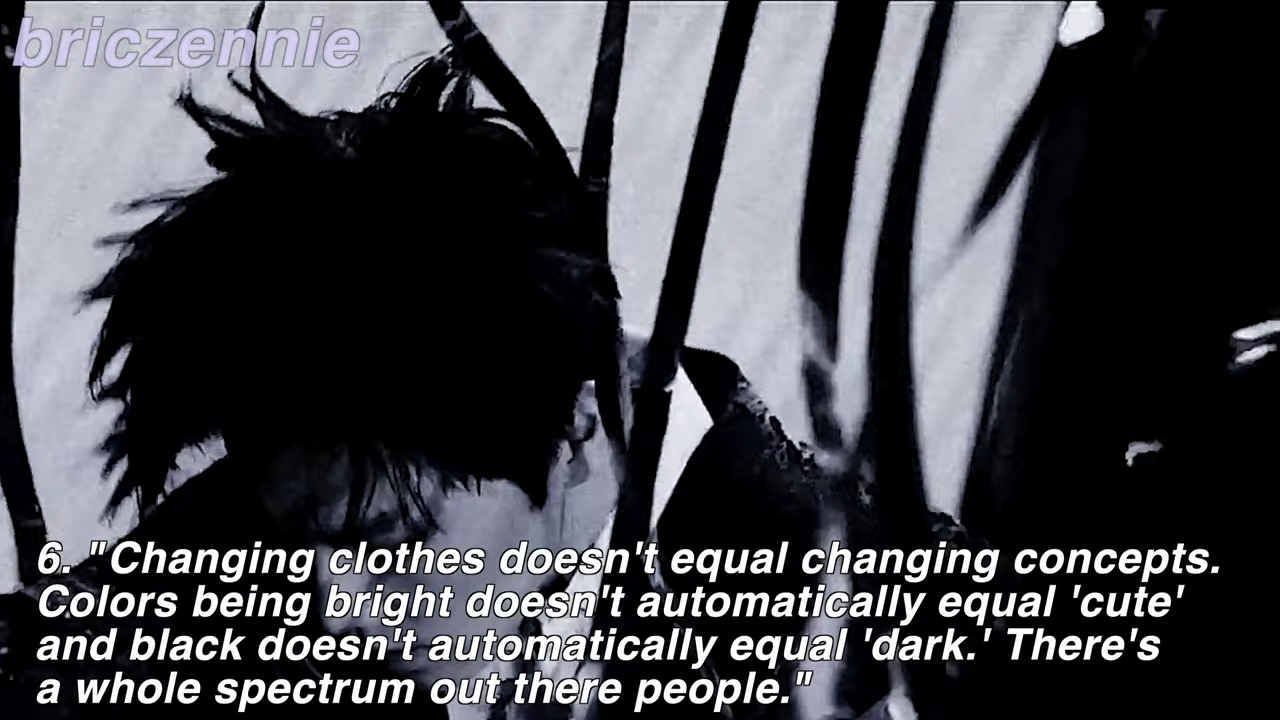 briczennie
6. "Changing clothes doesn't equal changing concepts.
Colors being bright doesn't automatically equal 'cute'
and black doesn't automatically equal 'dark.' There's
a whole spectrum out there people."